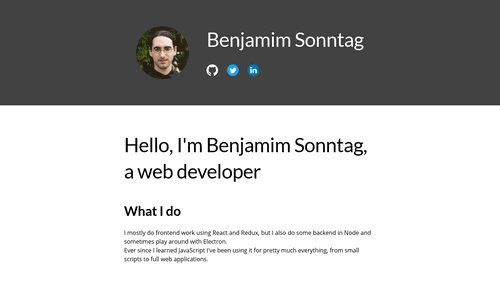 Benjamim Sonntag
in
Hello, I'm Benjamim Sonntag,
a web developer
What I do
I mostly do frontend work using React and Redux, but I also do some backend in Node and
sometimes play around with Electron.
Ever since I learned JavaScript I've been using it for pretty much everything, from small
scripts to full web applications.